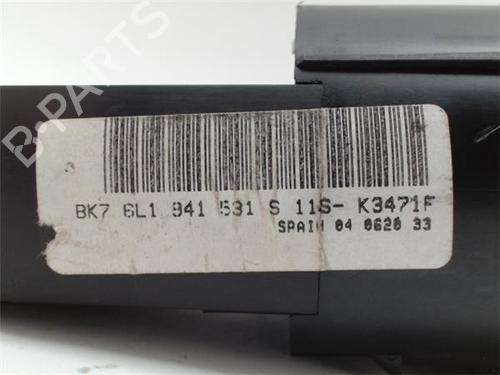 B-PARTS
BK7 6L1 941 531 S 11S- K3471F
SPAIN 04 0620 33